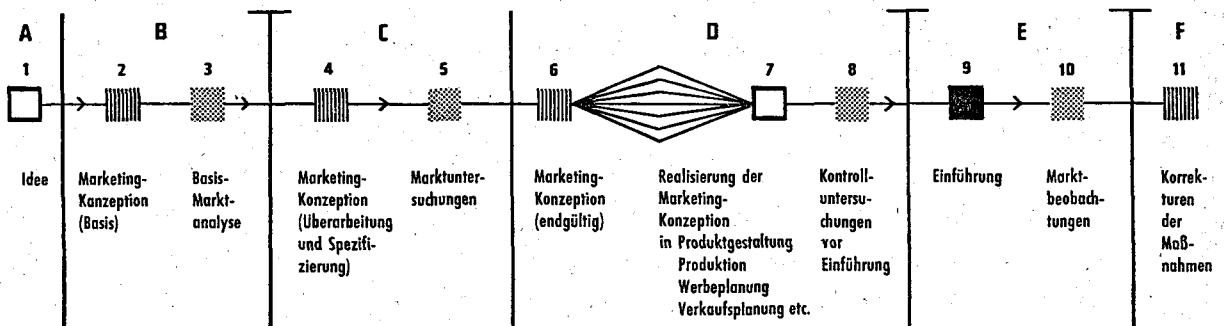 A B C D E F
1 2 3 4 5 6 7 8 9 10 11
Idee
Marketing-
Kanzeption
(Basis)
Basis-
Markt-
analyse
Marketing-
Konzeption
(Uberarbeitung
und Spezifi-
zierung)
Marktunter-
suchungen
Marketing-
Konzeption
(endgültig)
Realisierung der
Marketing-
Konzeption
in Produktgestaltung
Produktion
Werbeplanung
Verkaufsplanung etc.
Kontroll-
untersu-
chungen
vor
Einführung
Einführung
Markt-
beobach-
tungen
Korrek-
turen
der
Maß-
nahmen